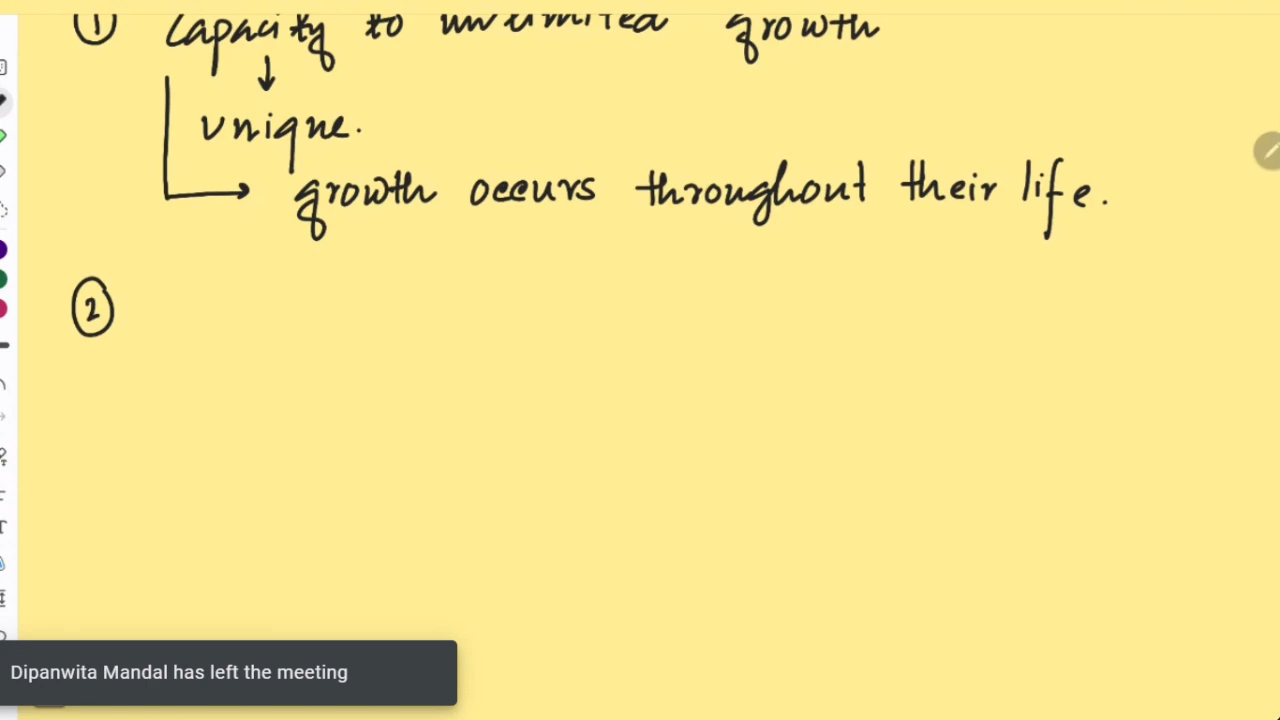 ① Capacity to unlimited growth
↓
unique.
→ growth occurs throughout their life.
②
Dipanwita Mandal has left the meeting